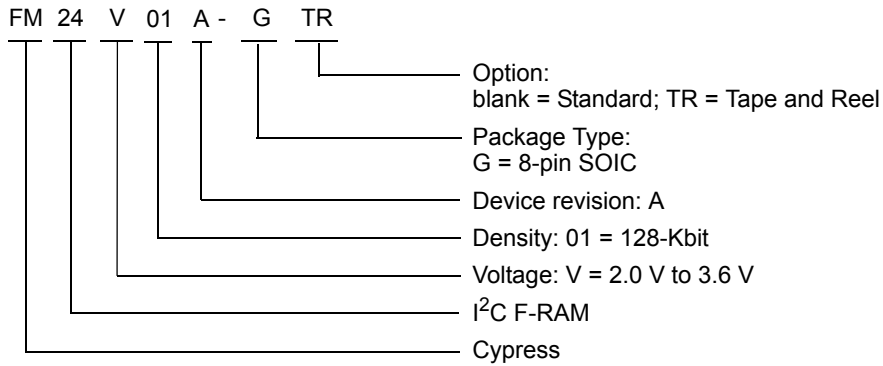 FM 24 V 01 A - G TR
Option:
blank = Standard; TR = Tape and Reel
Package Type:
G = 8-pin SOIC
Device revision: A
Density: 01 = 128-Kbit
Voltage: V = 2.0 V to 3.6 V
I²C F-RAM
Cypress